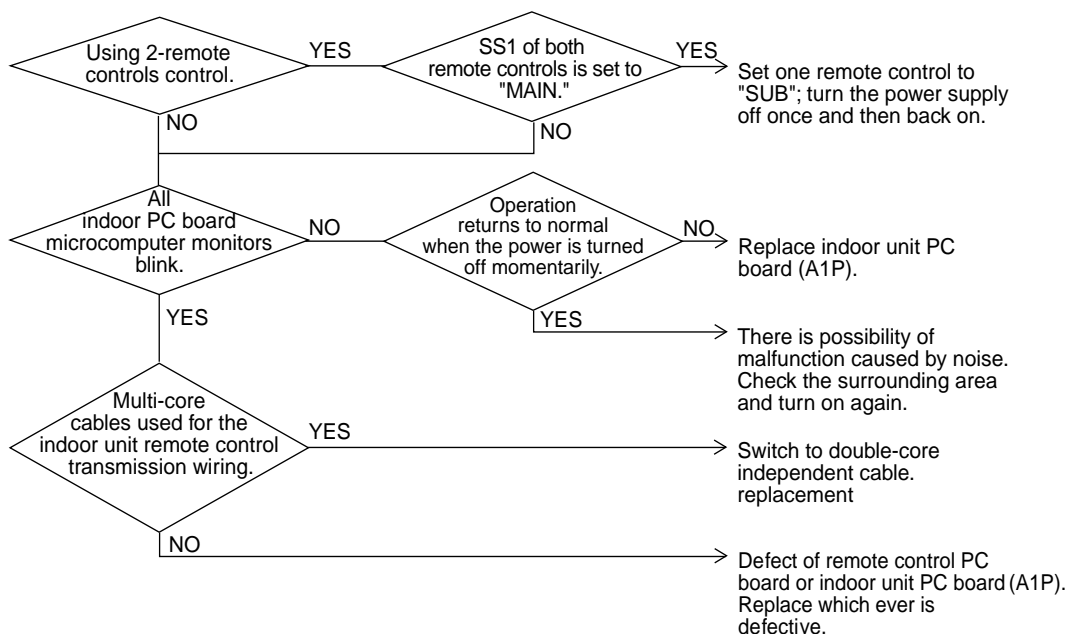 Using 2-remote
controls control.
YES
SS1 of both
remote controls is set to
"MAIN."
YES
Set one remote control to
"SUB"; turn the power supply
off once and then back on.
NO
NO
All
indoor PC board
microcomputer monitors
blink.
NO
Operation
returns to normal
when the power is turned
off momentarily.
NO
Replace indoor unit PC
board (A1P).
YES
YES
There is possibility of
malfunction caused by noise.
Check the surrounding area
and turn on again.
Multi-core
cables used for the
indoor unit remote control
transmission wiring.
YES
Switch to double-core
independent cable.
replacement
NO
Defect of remote control PC
board or indoor unit PC board (A1P).
Replace which ever is
defective.